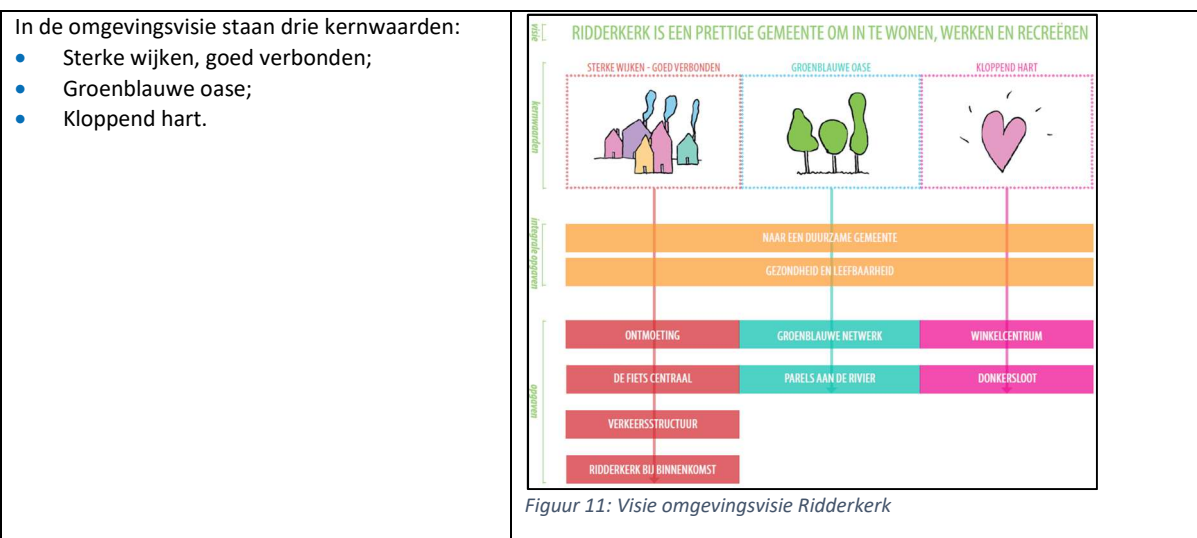 In de omgevingsvisie staan drie kernwaarden:
• Sterke wijken, goed verbonden;
• Groenblauwe oase;
• Kloppend hart.
visie
RIDDERKERK IS EEN PRETTIGE GEMEENTE OM IN TE WONEN, WERKEN EN RECREËREN
kernwaarden
STERKE WIJKEN - GOED VERBONDEN
GROENBLAUWE OASE
KLOPPEND HART
integrale opgaven
NAAR EEN DUURZAME GEMEENTE
GEZONDHEID EN LEEFBAARHEID
opgaven
ONTMOETING
GROENBLAUWE NETWERK
WINKELCENTRUM
DE FIETS CENTRAAL
PARELS AAN DE RIVIER
DONKERSLOOT
VERKEERSSTRUCTUUR
RIDDERKERK BIJ BINNENKOMST
Figuur 11: Visie omgevingsvisie Ridderkerk